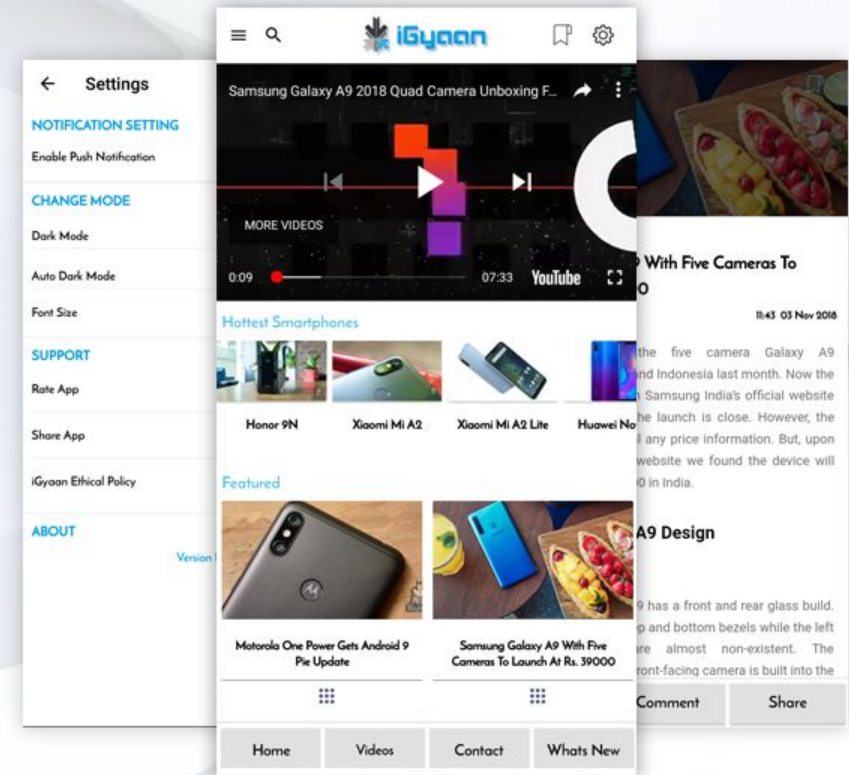 Settings
NOTIFICATION SETTING
Enable Push Notification
CHANGE MODE
Dark Mode
Auto Dark Mode
Font Size
SUPPORT
Rate App
Share App
iGyaan Ethical Policy
ABOUT
Version
iGyaan
Samsung Galaxy A9 2018 Quad Camera Unboxing F...
MORE VIDEOS
0:09
07:33
YouTube
Hottest Smartphones
Honor 9N
Xiaomi Mi A2
Xiaomi Mi A2 Lite
Huawei No
Featured
Motorola One Power Gets Android 9
Pie Update
Samsung Galaxy A9 With Five
Cameras To Launch At Rs. 39000
Home
Videos
Contact
Whats New
With Five Cameras To
0
11:43 03 Nov 2018
the five camera Galaxy A9
nd Indonesia last month. Now the
Samsung India's official website
he launch is close. However, the
any price information. But, upon
website we found the device will
0 in India.
A9 Design
9 has a front and rear glass build.
p and bottom bezels while the left
re almost non-existent. The
ront-facing camera is built into the
Comment
Share